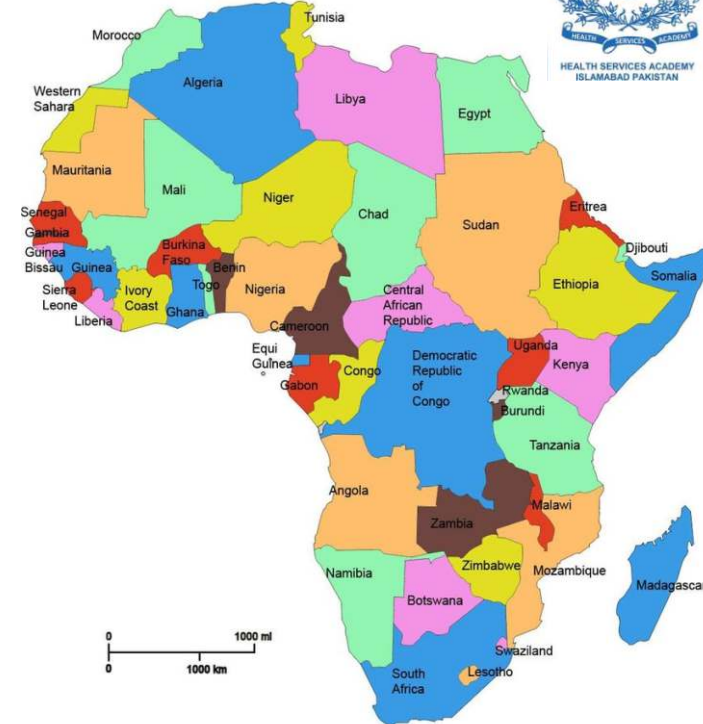 HEALTH SERVICES ACADEMY
HEALTH SERVICES ACADEMY
ISLAMABAD PAKISTAN
Tunisia
Morocco
Algeria
Libya
Egypt
Western
Sahara
Mauritania
Mali
Niger
Chad
Sudan
Eritrea
Senegal
Gambia
Guinea
Bissau
Guinea
Burkina
Faso
Benin
Djibouti
Somalia
Sierra
Leone
Ivory
Coast
Togo
Nigeria
Ethiopia
Liberia
Ghana
Central
African
Republic
Cameroon
Equi
Guinea
Congo
Democratic
Republic
of
Congo
Uganda
Kenya
Gabon
Rwanda
Burundi
Tanzania
Angola
Malawi
Zambia
Zimbabwe
Mozambique
Namibia
Madagascar
Botswana
Swaziland
0 1000 mi
0 1000 km
South
Africa
Lesotho